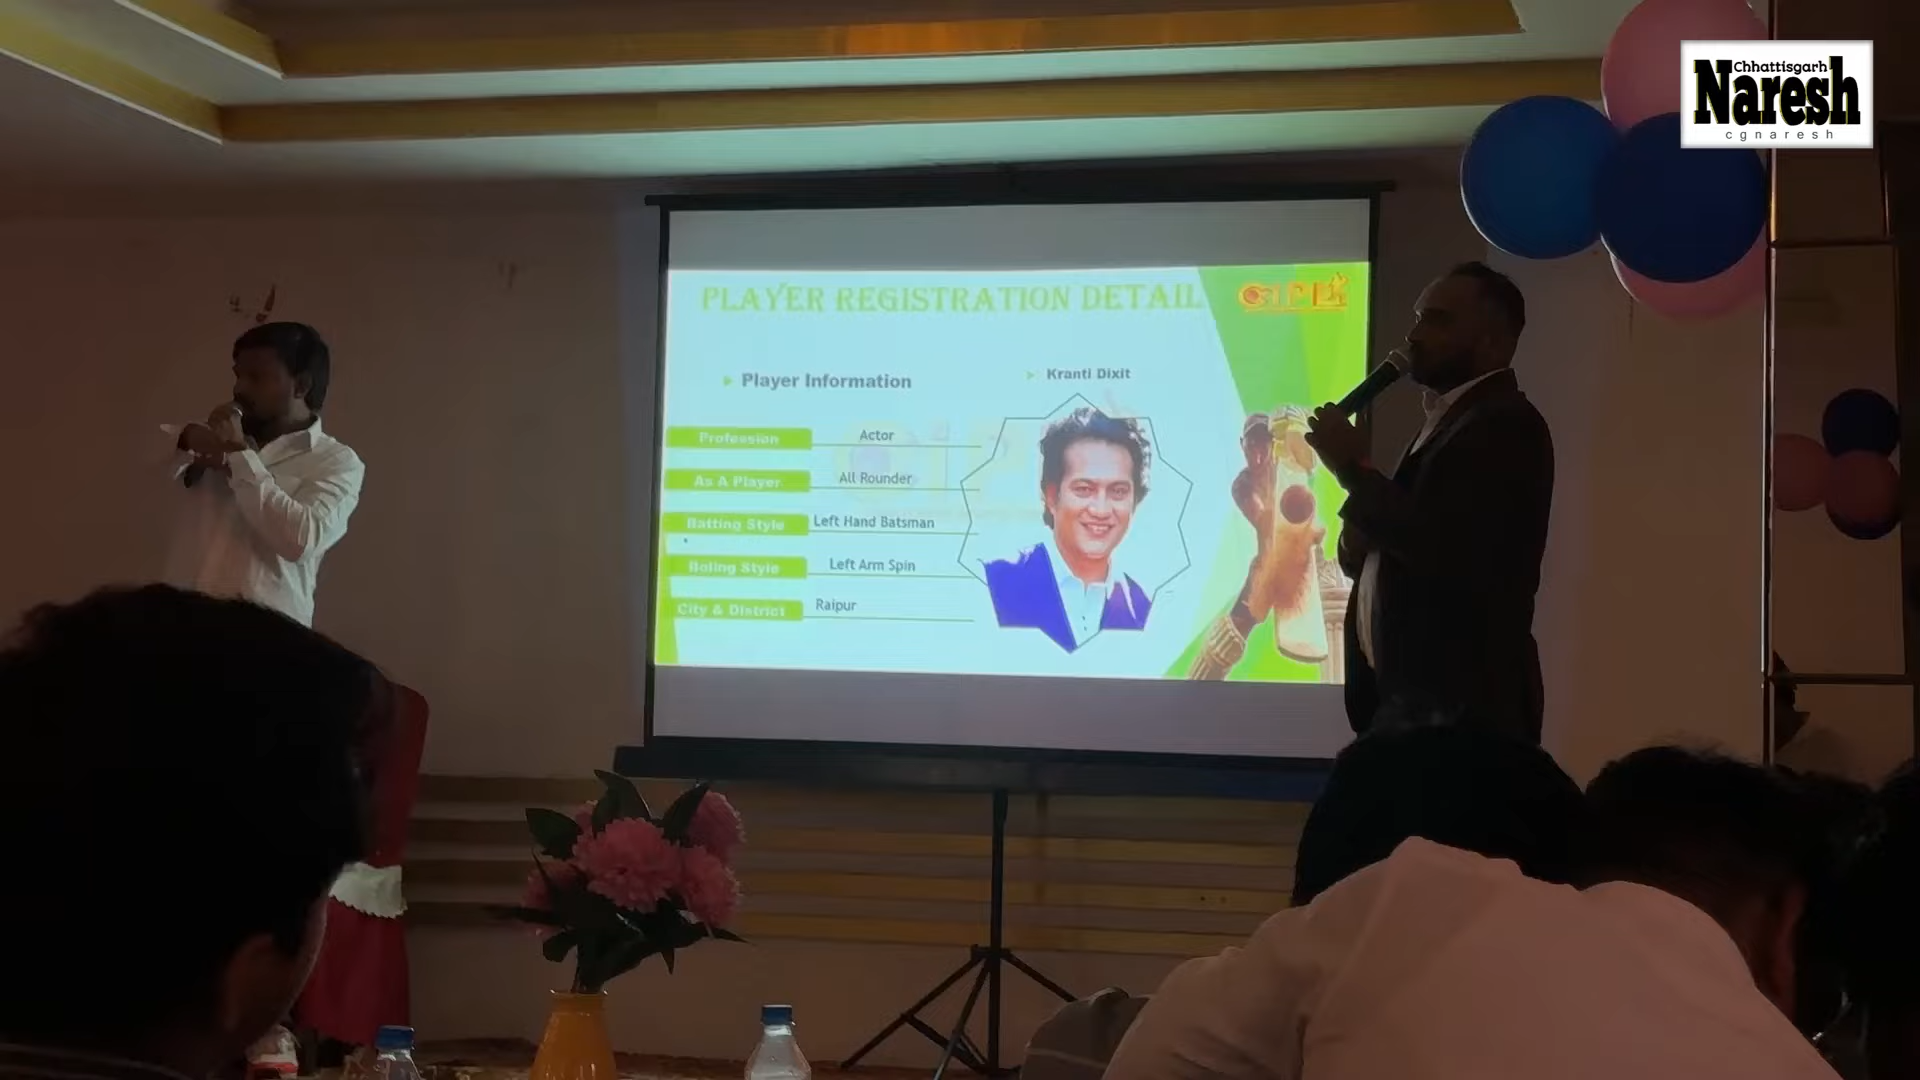 Chhattisgarh
Naresh
cgnaresh
PLAYER REGISTRATION DETAIL
Player Information
Kranti Dixit
Profession Actor
As A Player All Rounder
Batting Style Left Hand Batsman
Boling Style Left Arm Spin
City & District Raipur